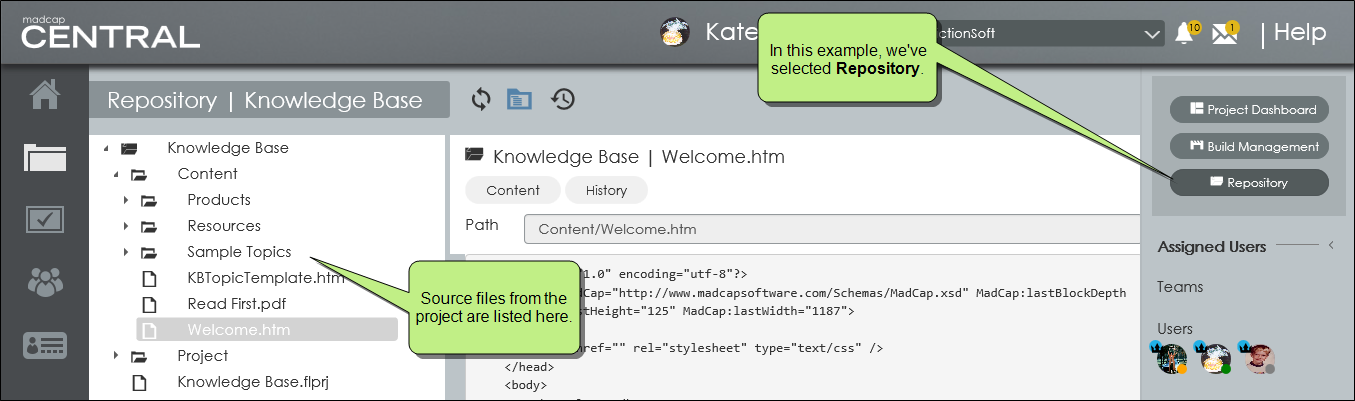 madcap
CENTRAL
Kate
ctionSoft
10
1
Help
In this example, we've
selected Repository.
Repository | Knowledge Base
Project Dashboard
Build Management
Repository
Knowledge Base
Content
Products
Resources
Sample Topics
KBTopicTemplate.htm
Read First.pdf
Welcome.htm
Project
Knowledge Base.flprj
Source files from the
project are listed here.
Knowledge Base | Welcome.htm
Content
History
Path
Content/Welcome.htm
1.0" encoding="utf-8"?>
dCap="http://www.madcapsoftware.com/Schemas/MadCap.xsd" MadCap:lastBlockDepth
tHeight="125" MadCap:lastWidth="1187">
href="" rel="stylesheet" type="text/css" />
</head>
<body>
Assigned Users
Teams
Users